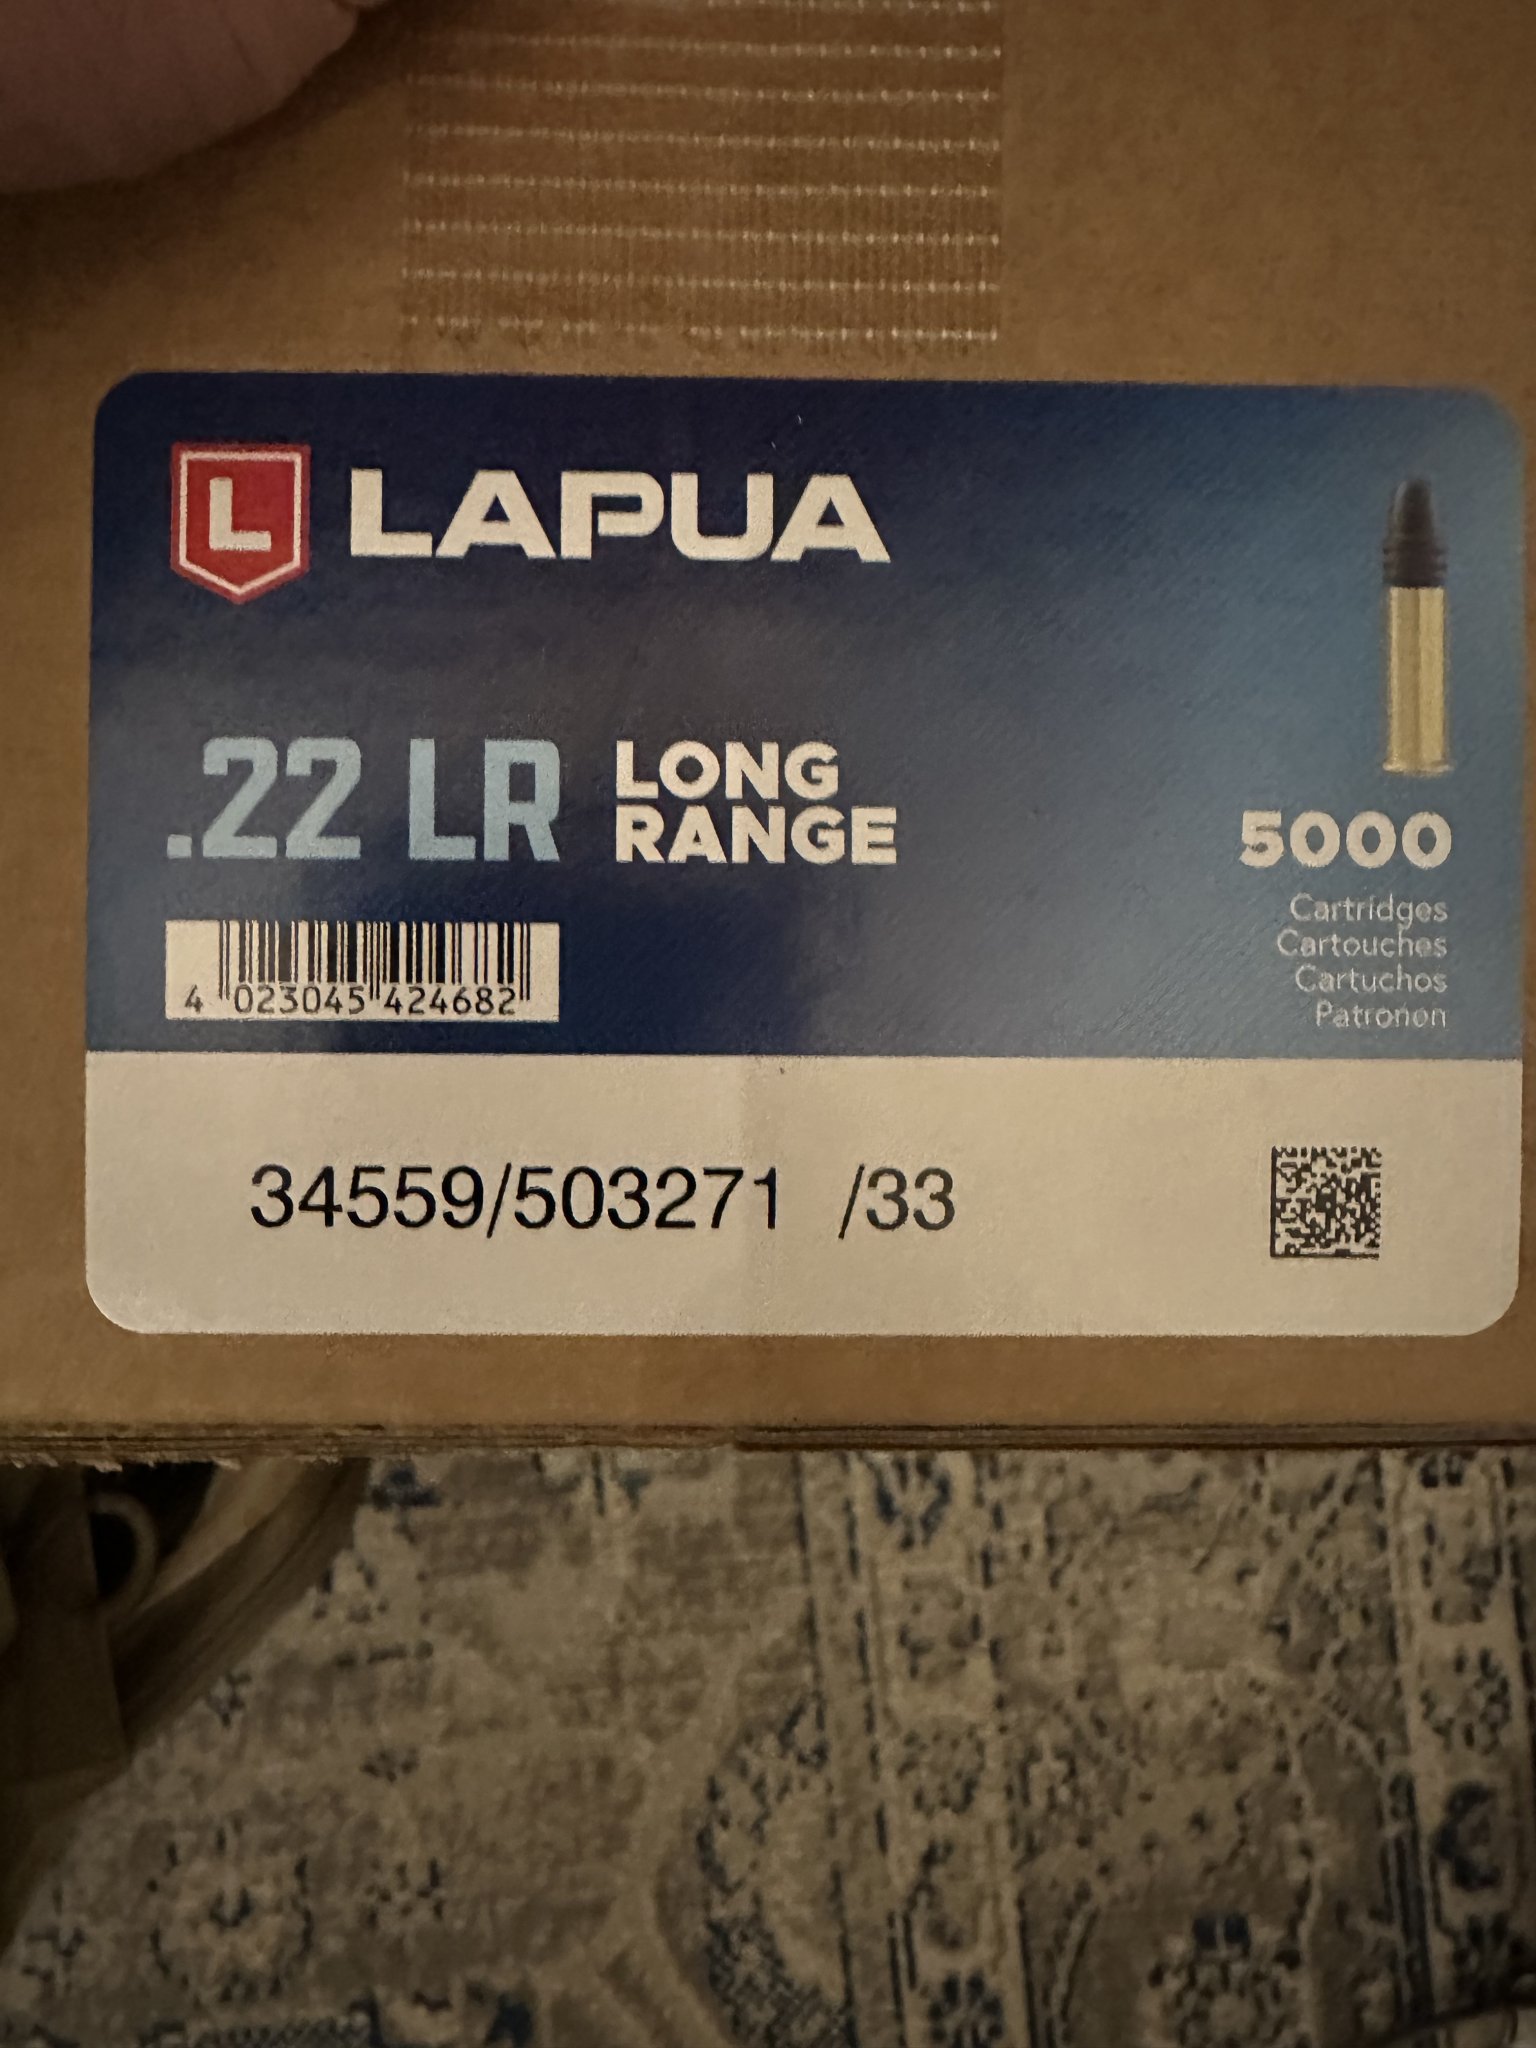 L LAPUA
.22 LR LONG
RANGE
5000
Cartridges
Cartouches
Cartuchos
Patronen
4 023045 424682
34559/503271 /33